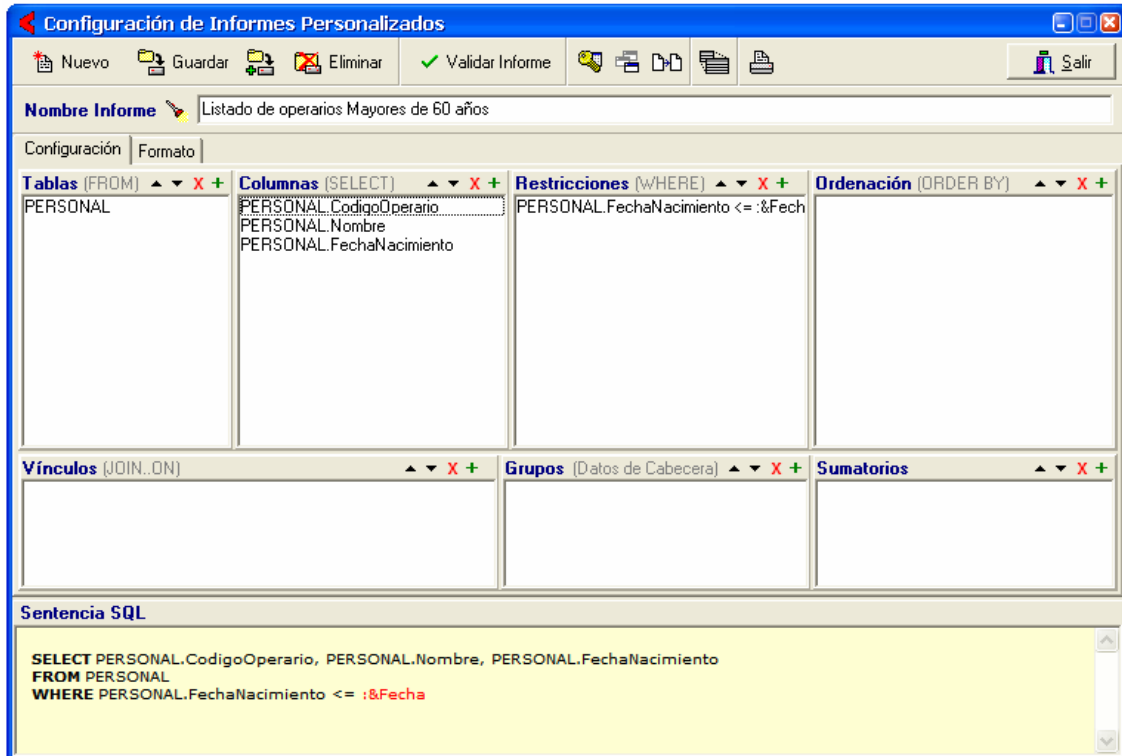 Configuración de Informes Personalizados
Nuevo Guardar Eliminar Validar Informe Salir
Nombre Informe Listado de operarios Mayores de 60 años
Configuración Formato
Tablas (FROM) X + Columnas (SELECT) X + Restricciones (WHERE) X + Ordenación (ORDER BY) X +
PERSONAL PERSONAL.CodigoOperario PERSONAL.FechaNacimiento <= :&Fech
PERSONAL.Nombre
PERSONAL.FechaNacimiento
Vínculos (JOIN..ON) X + Grupos (Datos de Cabecera) X + Sumatorios X +
Sentencia SQL
SELECT PERSONAL.CodigoOperario, PERSONAL.Nombre, PERSONAL.FechaNacimiento
FROM PERSONAL
WHERE PERSONAL.FechaNacimiento <= :&Fecha